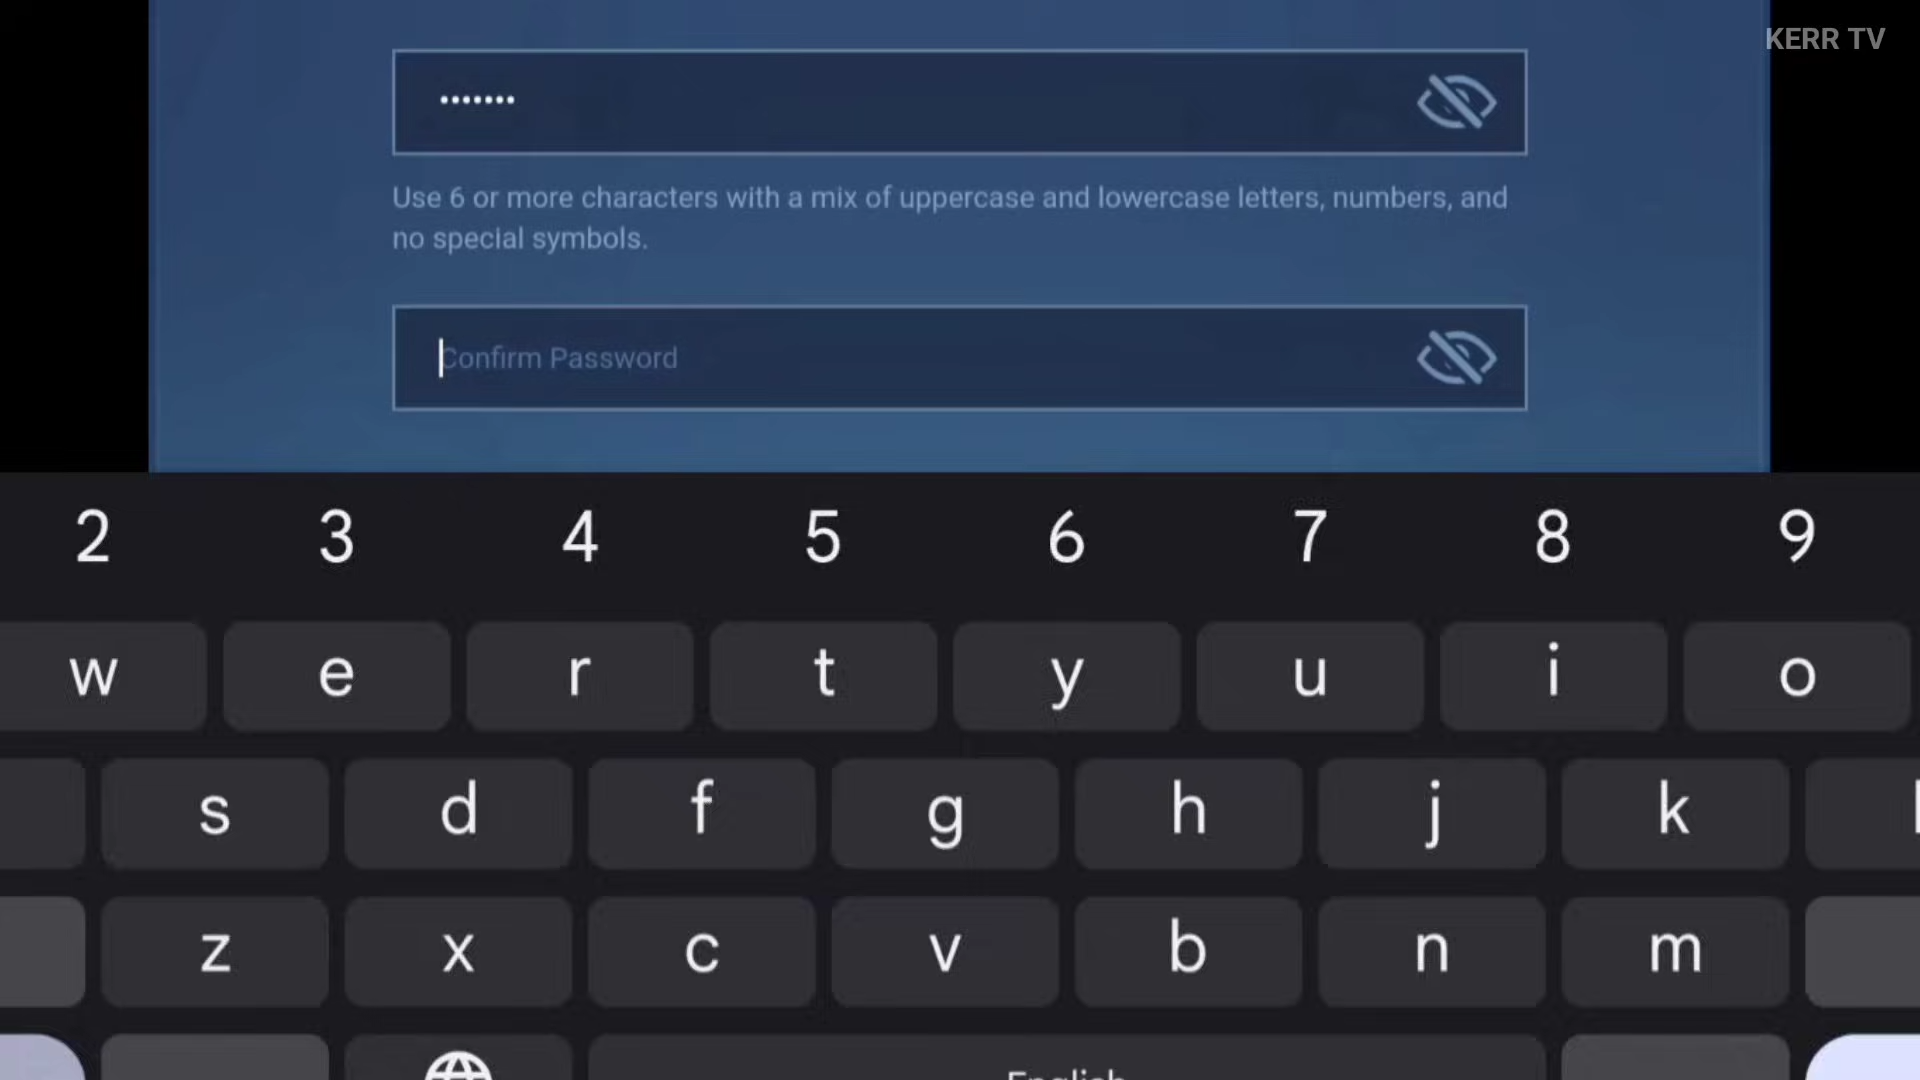 KERR TV
•••••••
Use 6 or more characters with a mix of uppercase and lowercase letters, numbers, and
no special symbols.
Confirm Password
2 3 4 5 6 7 8 9
w e r t y u i o
s d f g h j k
z x c v b n m
English